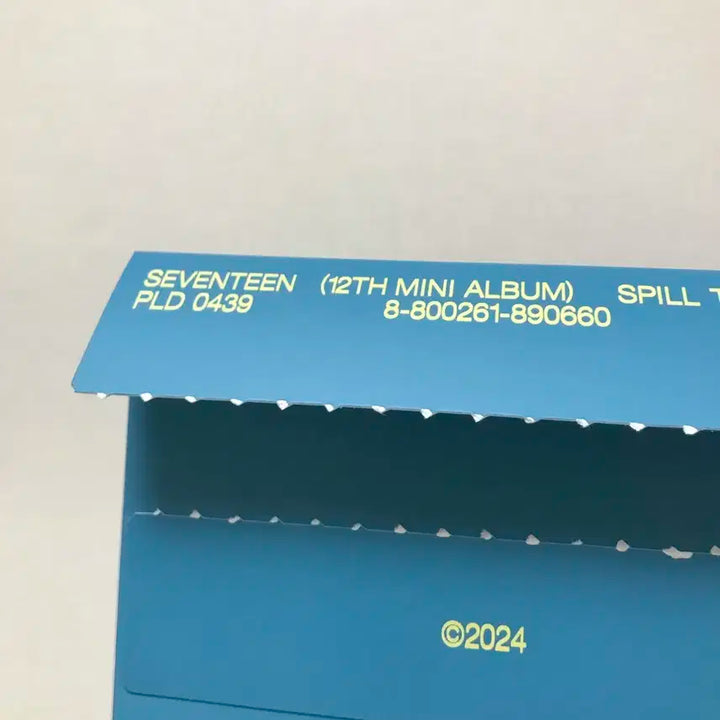 SEVENTEEN (12TH MINI ALBUM) SPILL T
PLD 0439 8-800261-890660
©2024